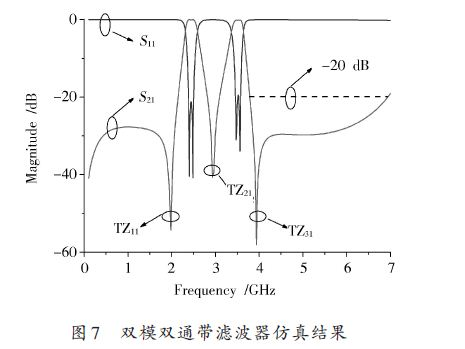 0
S11
−20 dB
−20
S21
Magnitude /dB
−40
TZ21
TZ11
TZ31
−60
0 1 2 3 4 5 6 7
Frequency /GHz
图 7 双模双通带滤波器仿真结果